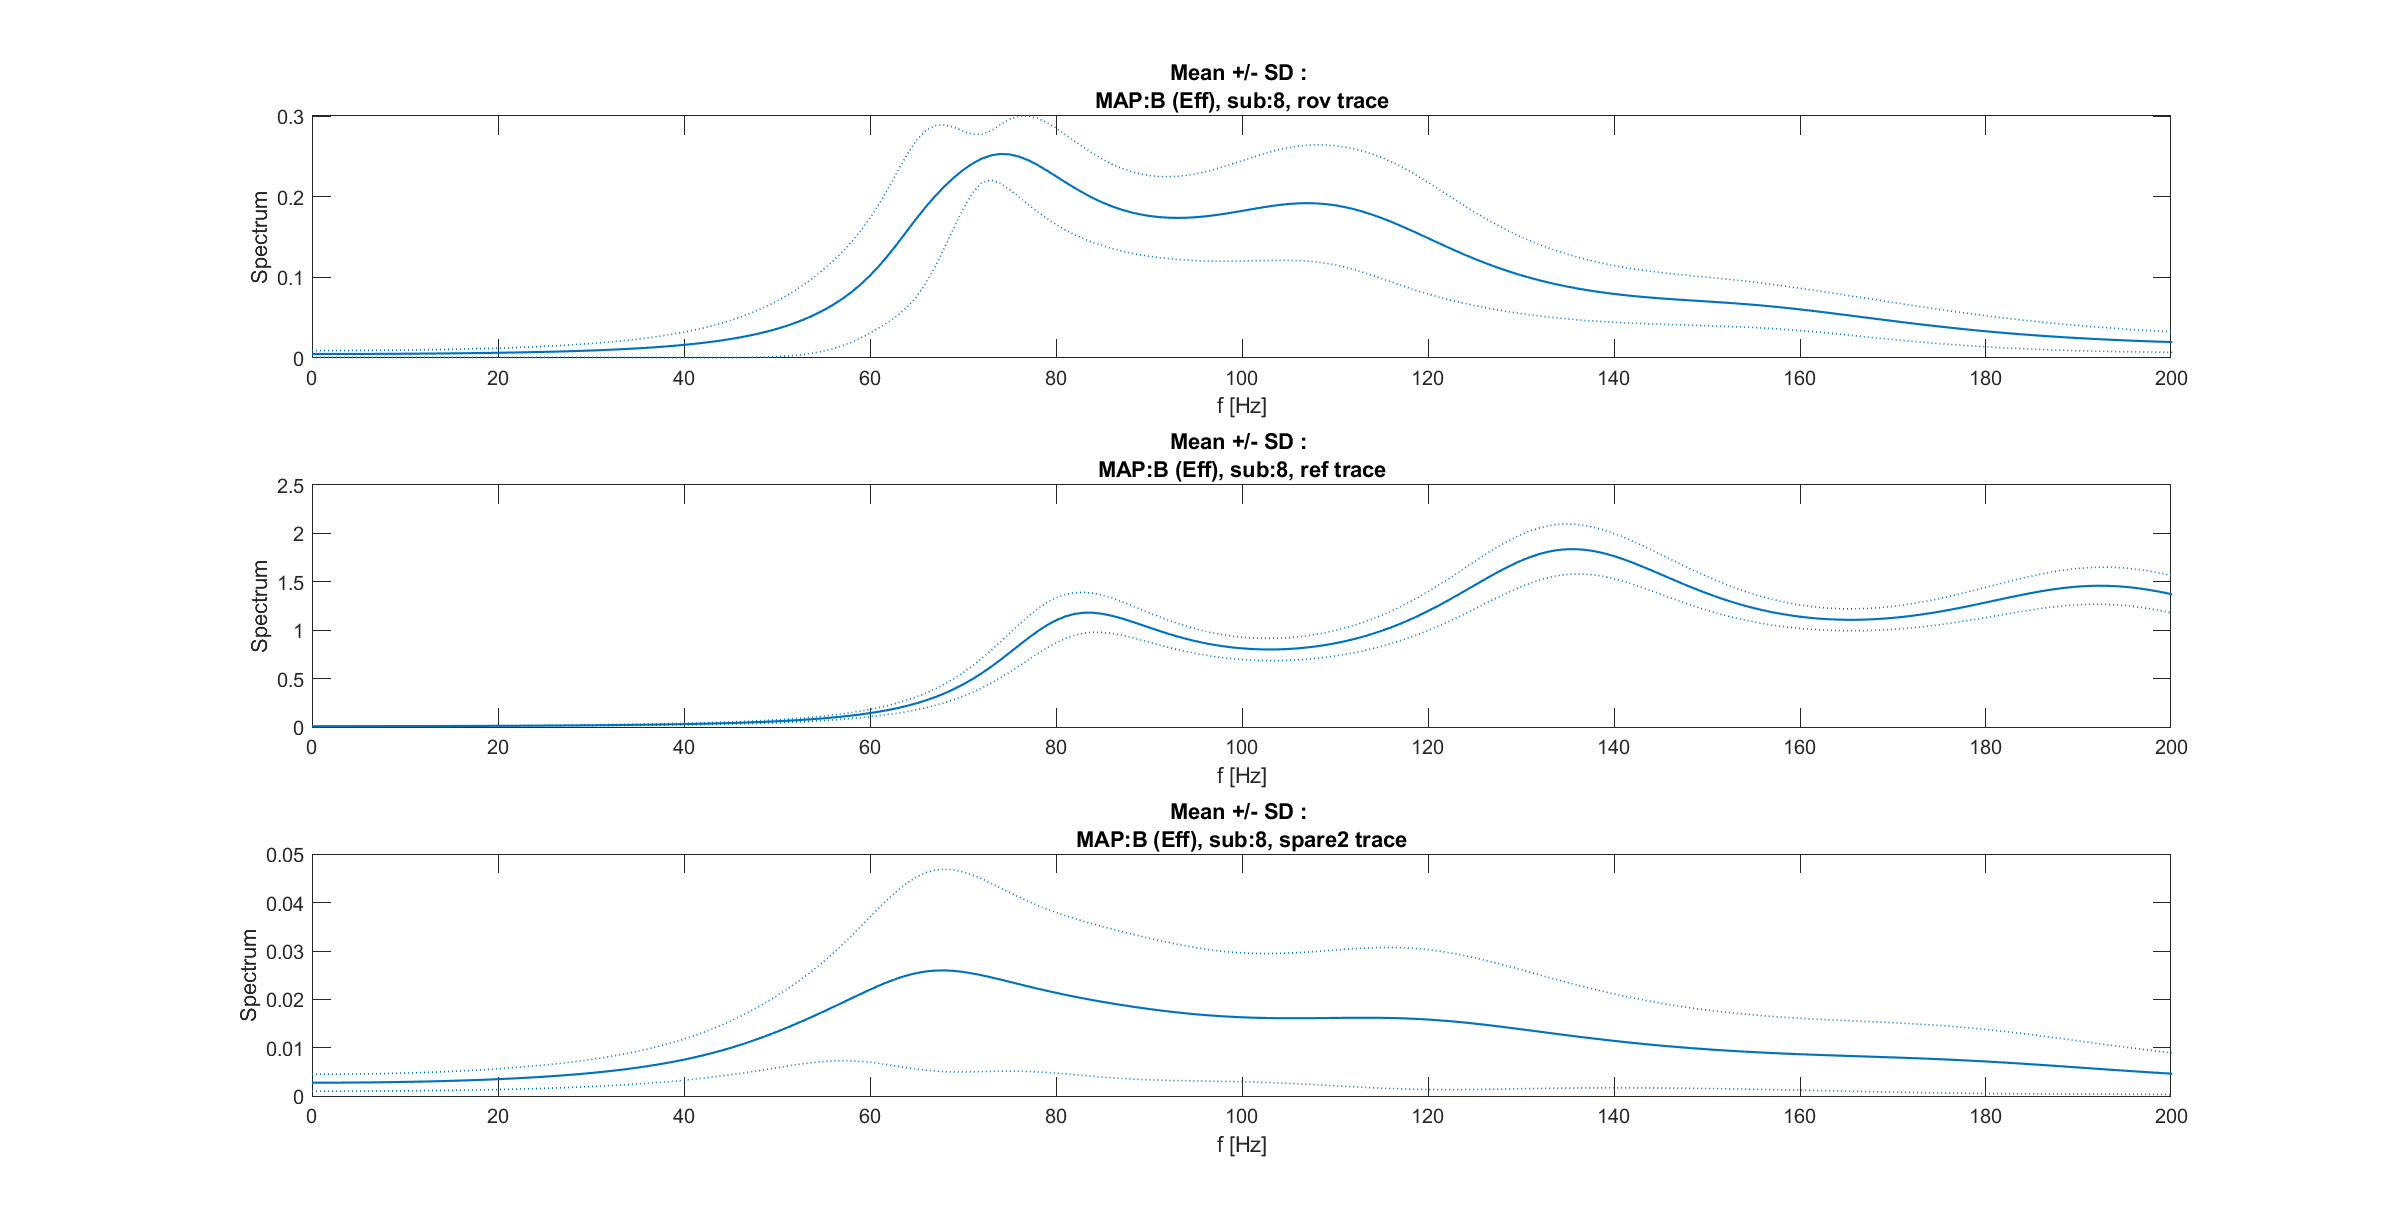 Mean +/- SD :
MAP:B (Eff), sub:8, rov trace
Spectrum
0.3
0.2
0.1
0
0 20 40 60 80 100 120 140 160 180 200
f [Hz]
Mean +/- SD :
MAP:B (Eff), sub:8, ref trace
Spectrum
2.5
2
1.5
1
0.5
0
0 20 40 60 80 100 120 140 160 180 200
f [Hz]
Mean +/- SD :
MAP:B (Eff), sub:8, spare2 trace
Spectrum
0.05
0.04
0.03
0.02
0.01
0
0 20 40 60 80 100 120 140 160 180 200
f [Hz]